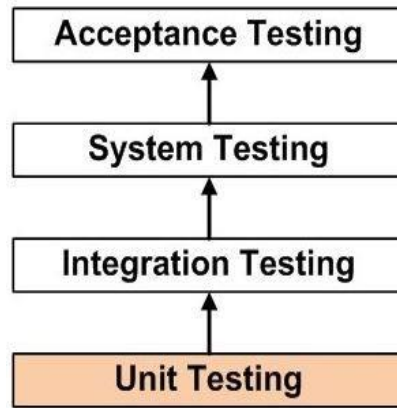 Acceptance Testing
System Testing
Integration Testing
Unit Testing